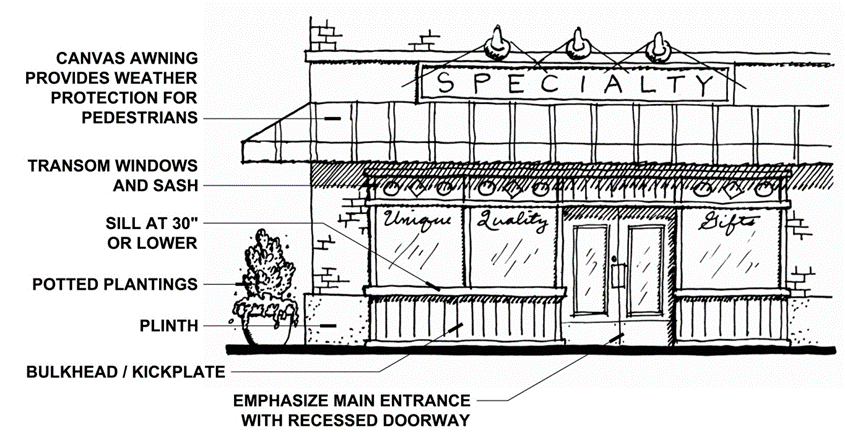 CANVAS AWNING
PROVIDES WEATHER
PROTECTION FOR
PEDESTRIANS
SPECIALTY
TRANSOM WINDOWS
AND SASH
SILL AT 30"
OR LOWER
Unique Quality Gifts
POTTED PLANTINGS
PLINTH
BULKHEAD / KICKPLATE
EMPHASIZE MAIN ENTRANCE
WITH RECESSED DOORWAY